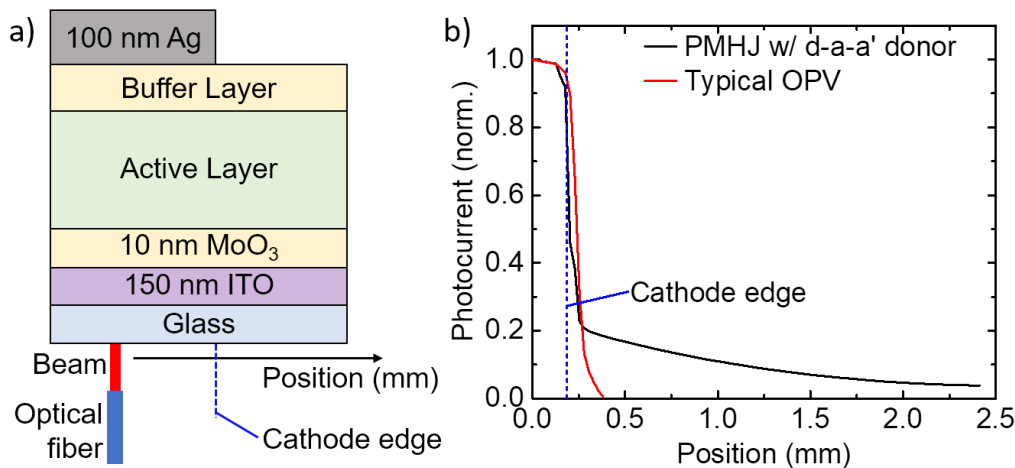 a)
100 nm Ag
Buffer Layer
Active Layer
10 nm MoO₃
150 nm ITO
Glass
Beam
Position (mm)
Optical
fiber
Cathode edge
b)
PMHJ w/ d-a-a' donor
Typical OPV
Cathode edge
Photocurrent (norm.)
1.0
0.8
0.6
0.4
0.2
0.0
0.0 0.5 1.0 1.5 2.0 2.5
Position (mm)